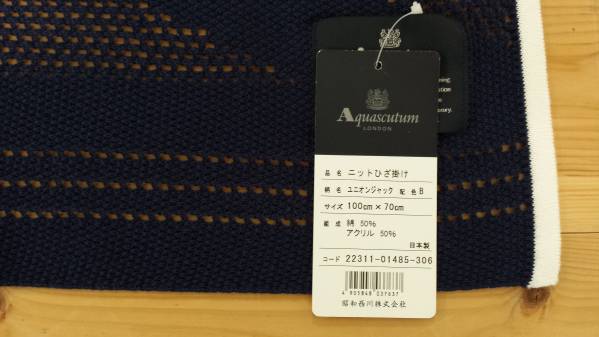 Aquascutum
LONDON
品 名 ニットひざ掛け
柄 名 ユニオンジャック 配 色 B
サイズ 100cm × 70cm
組 成 綿 50%
アクリル 50%
日本製
コード 22311-01485-306
昭和西川株式会社